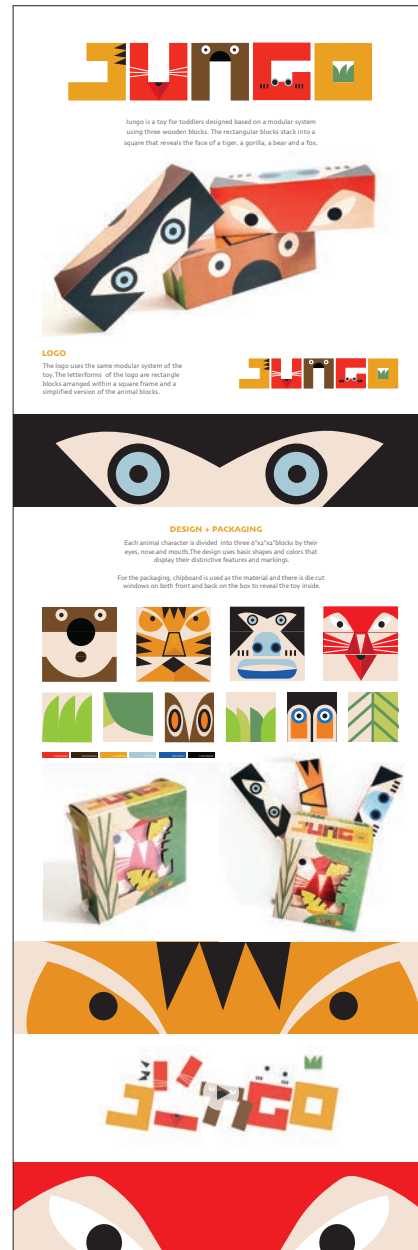 JUNGO
Jungo is a toy for toddlers designed based on a modular system
using three wooden blocks. The rectangular blocks stack into a
square that reveals the face of a tiger, a gorilla, a bear and a fox.
LOGO
The logo uses the same modular system of the
toy. The letterforms of the logo are rectangle
blocks arranged within a square frame and a
simplified version of the animal blocks.
JUNGO
DESIGN + PACKAGING
Each animal character is divided into three 6"x2"x2"blocks by their
eyes, nose and mouth. The design uses basic shapes and colors that
display their distinctive features and markings.
For the packaging, chipboard is used as the material and there is die cut
windows on both front and back on the box to reveal the toy inside.
JUNGO
JUNGO
JUNGO